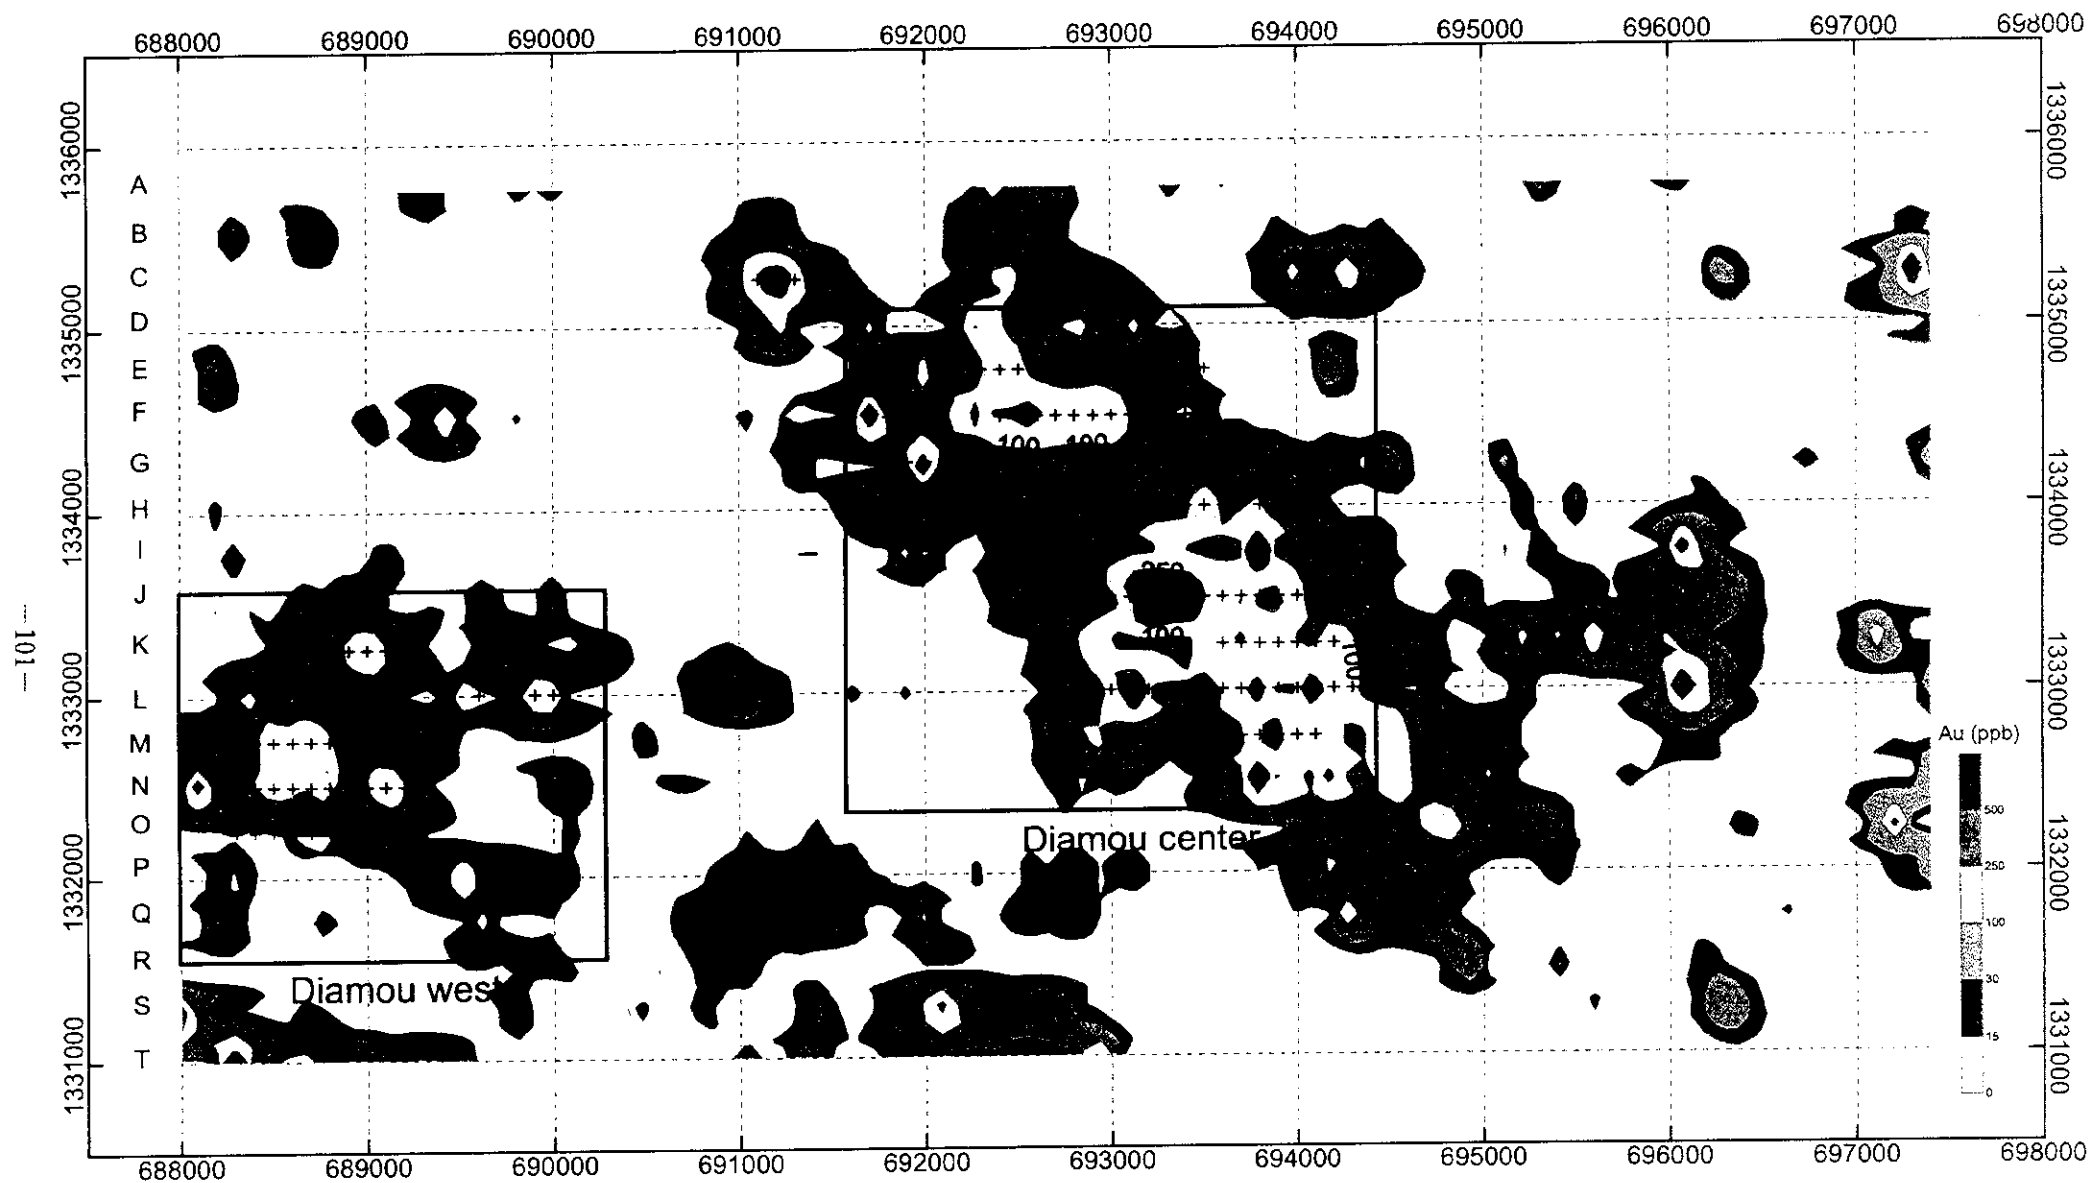 688000 689000 690000 691000 692000 693000 694000 695000 696000 697000 698000
1336000 1336000
A
B
C
D
1335000 1335000
E
F
100 100
G
1334000 1334000
H
I
250
J
K
100
100
1333000 1333000
L
M
Au (ppb)
N
500
O
Diamou center
250
P
1332000 1332000
Q
100
R
Diamou west
30
S
15
T
1331000 1331000
0
688000 689000 690000 691000 692000 693000 694000 695000 696000 697000 698000
—101—